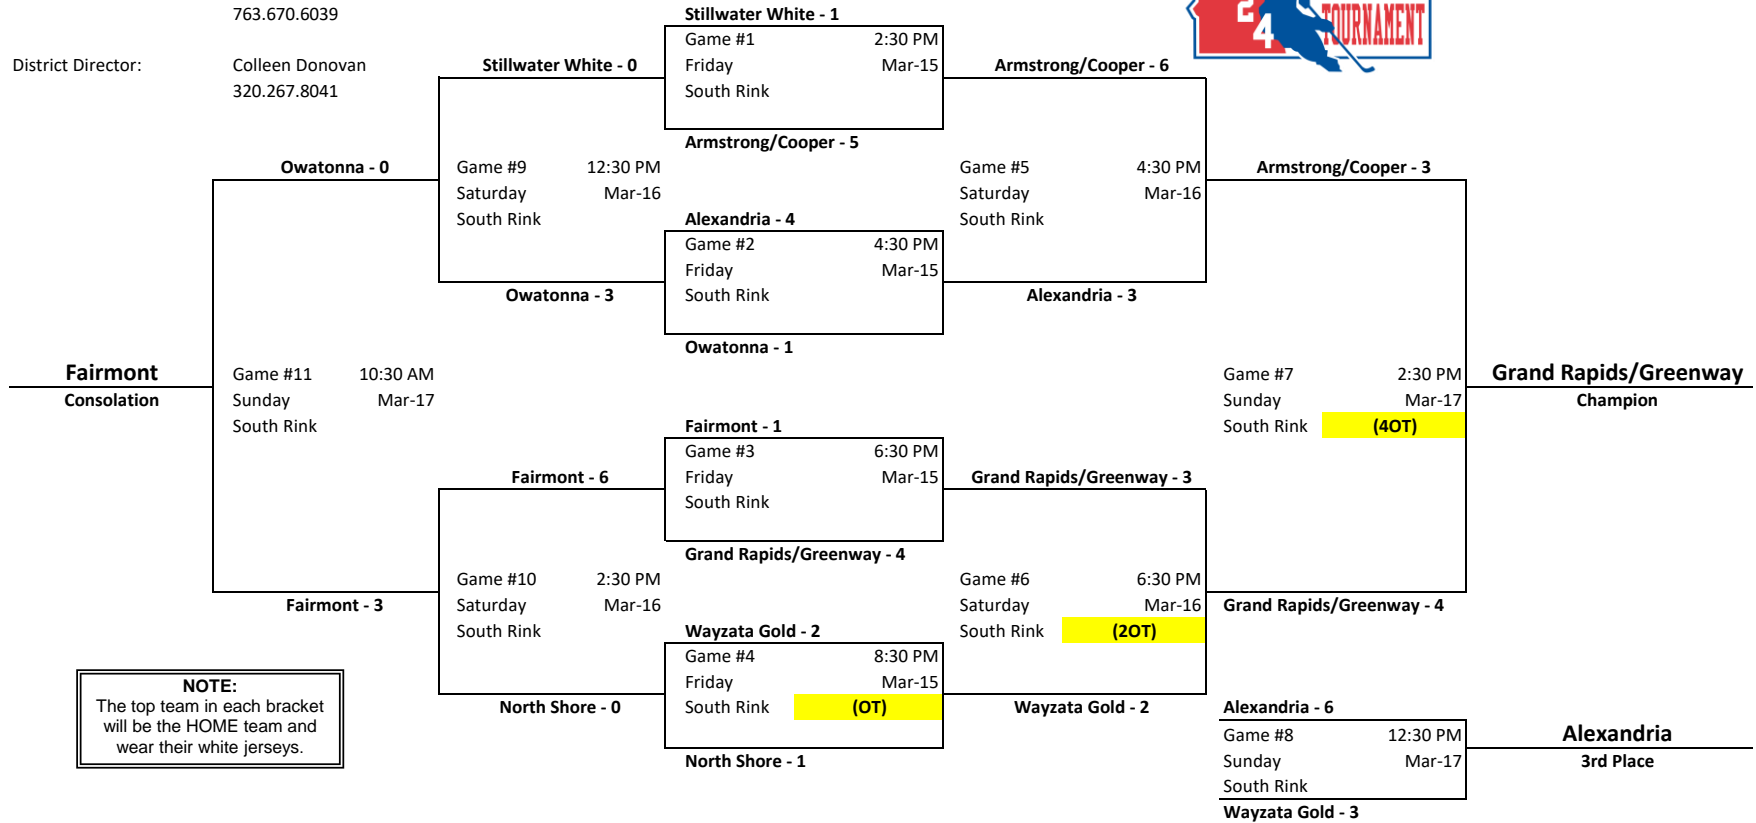 763.670.6039
Stillwater White - 1
24
TOURNAMENT
Game #1 2:30 PM
District Director: Colleen Donovan
Stillwater White - 0
Friday Mar-15
Armstrong/Cooper - 6
320.267.8041
South Rink
Armstrong/Cooper - 5
Owatonna - 0
Game #9 12:30 PM
Game #5 4:30 PM
Armstrong/Cooper - 3
Saturday Mar-16
Saturday Mar-16
South Rink
Alexandria - 4
South Rink
Game #2 4:30 PM
Friday Mar-15
Owatonna - 3
South Rink
Alexandria - 3
Owatonna - 1
Fairmont
Game #11 10:30 AM
Game #7 2:30 PM
Grand Rapids/Greenway
Consolation
Sunday Mar-17
Sunday Mar-17
Champion
South Rink
Fairmont - 1
South Rink (4OT)
Game #3 6:30 PM
Fairmont - 6
Friday Mar-15
Grand Rapids/Greenway - 3
South Rink
Grand Rapids/Greenway - 4
Game #10 2:30 PM
Game #6 6:30 PM
Fairmont - 3
Saturday Mar-16
Saturday Mar-16
Grand Rapids/Greenway - 4
South Rink
Wayzata Gold - 2
South Rink (2OT)
Game #4 8:30 PM
NOTE:
The top team in each bracket
will be the HOME team and
wear their white jerseys.
Friday Mar-15
North Shore - 0
South Rink (OT)
Wayzata Gold - 2
Alexandria - 6
Game #8 12:30 PM
Alexandria
North Shore - 1
Sunday Mar-17
3rd Place
South Rink
Wayzata Gold - 3